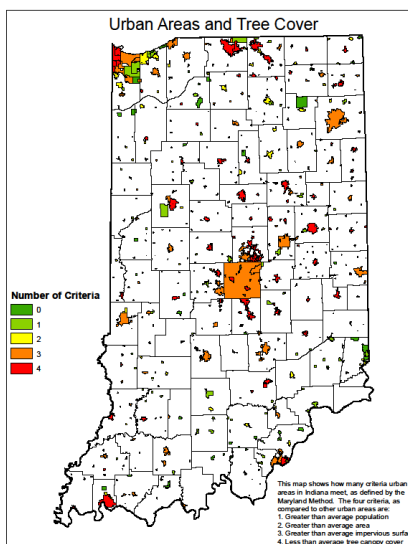 Urban Areas and Tree Cover
Number of Criteria
0
1
2
3
4
This map shows how many criteria urban
areas in Indiana meet, as defined by the
Maryland Method. The four criteria, as
compared to other urban areas are:
1. Greater than average population
2. Greater than average area
3. Greater than average impervious surfa
4. Less than average tree canopy cover